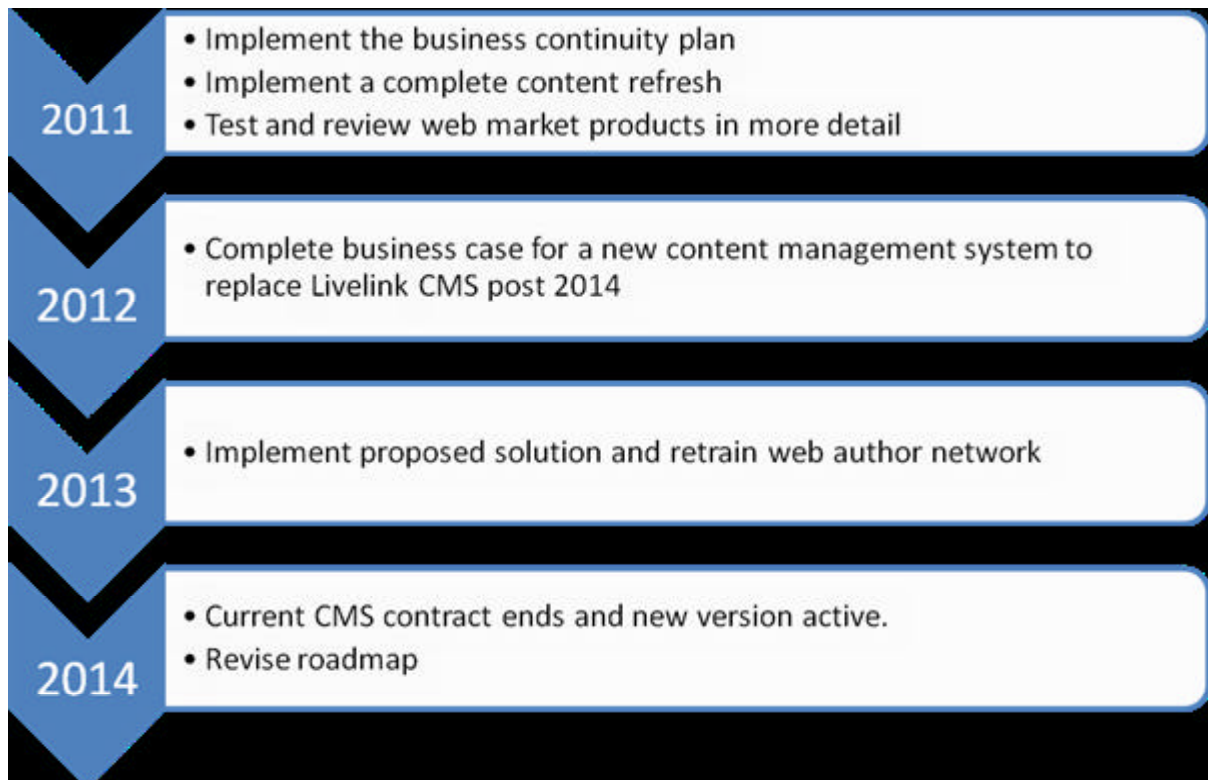 2011
• Implement the business continuity plan
• Implement a complete content refresh
• Test and review web market products in more detail
2012
• Complete business case for a new content management system to
replace Livelink CMS post 2014
2013
• Implement proposed solution and retrain web author network
2014
• Current CMS contract ends and new version active.
• Revise roadmap